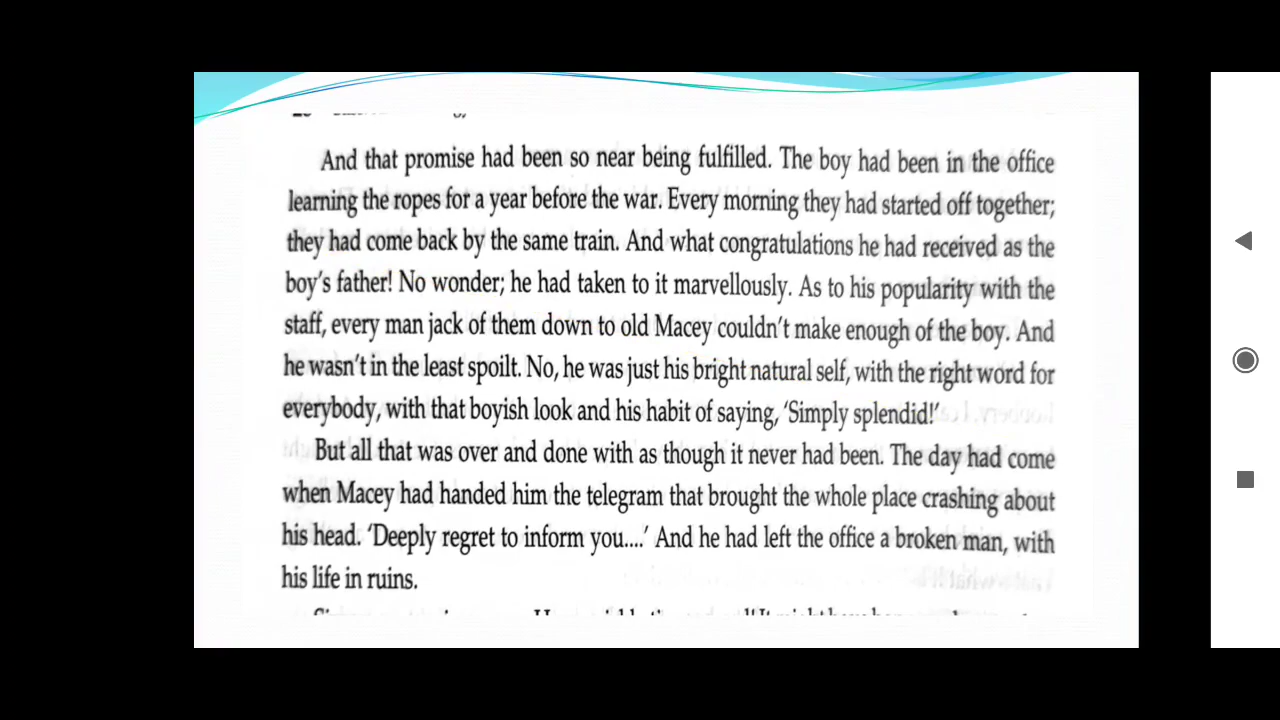 And that promise had been so near being fulfilled. The boy had been in the office
learning the ropes for a year before the war. Every morning they had started off together;
they had come back by the same train. And what congratulations he had received as the
boy's father! No wonder; he had taken to it marvellously. As to his popularity with the
staff, every man jack of them down to old Macey couldn't make enough of the boy. And
he wasn't in the least spoilt. No, he was just his bright natural self, with the right word for
everybody, with that boyish look and his habit of saying, 'Simply splendid!'
But all that was over and done with as though it never had been. The day had come
when Macey had handed him the telegram that brought the whole place crashing about
his head. 'Deeply regret to inform you....' And he had left the office a broken man, with
his life in ruins.